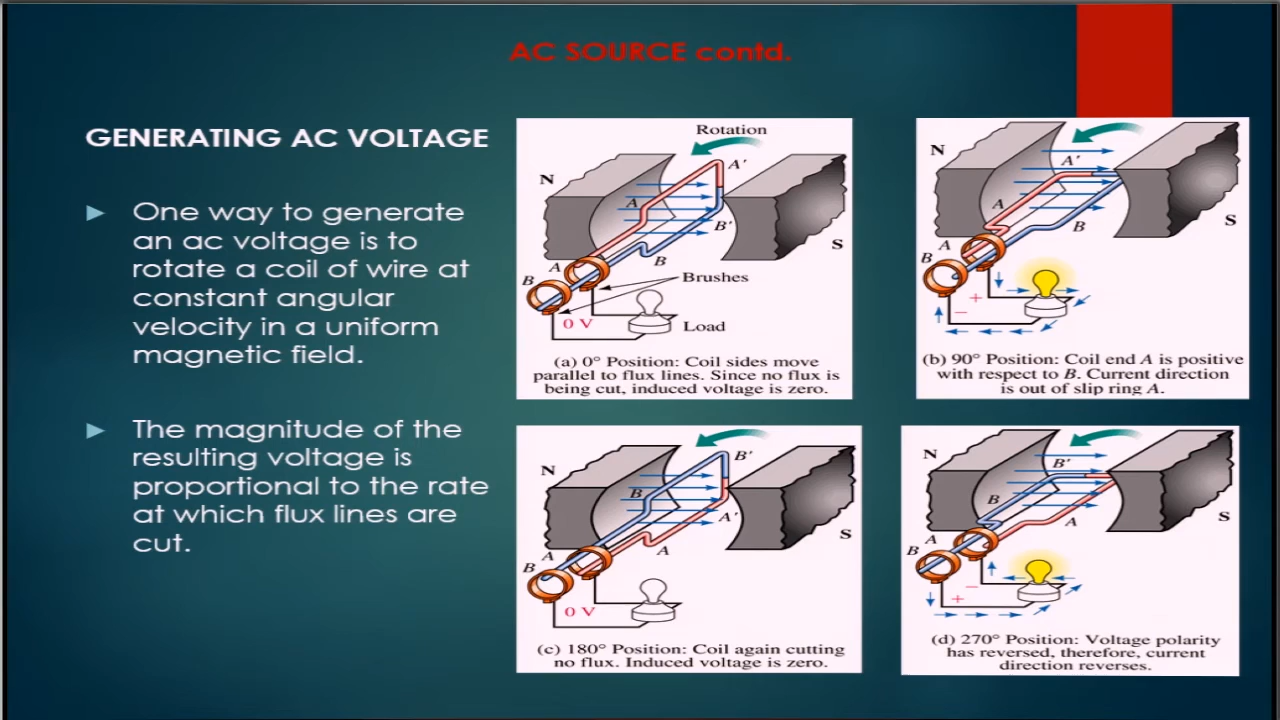 AC SOURCE contd.
GENERATING AC VOLTAGE
One way to generate
an ac voltage is to
rotate a coil of wire at
constant angular
velocity in a uniform
magnetic field.
The magnitude of the
resulting voltage is
proportional to the rate
at which flux lines are
cut.
Rotation
A'
N
A
B'
S
B
A
B
Brushes
0 V
Load
(a) 0° Position: Coil sides move
parallel to flux lines. Since no flux is
being cut, induced voltage is zero.
N
A'
A
S
B
A
B
+
−
(b) 90° Position: Coil end A is positive
with respect to B. Current direction
is out of slip ring A.
B'
N
B
A'
S
A
A
B
0 V
(c) 180° Position: Coil again cutting
no flux. Induced voltage is zero.
N
B'
B
S
A
A
B
−
+
(d) 270° Position: Voltage polarity
has reversed, therefore, current
direction reverses.